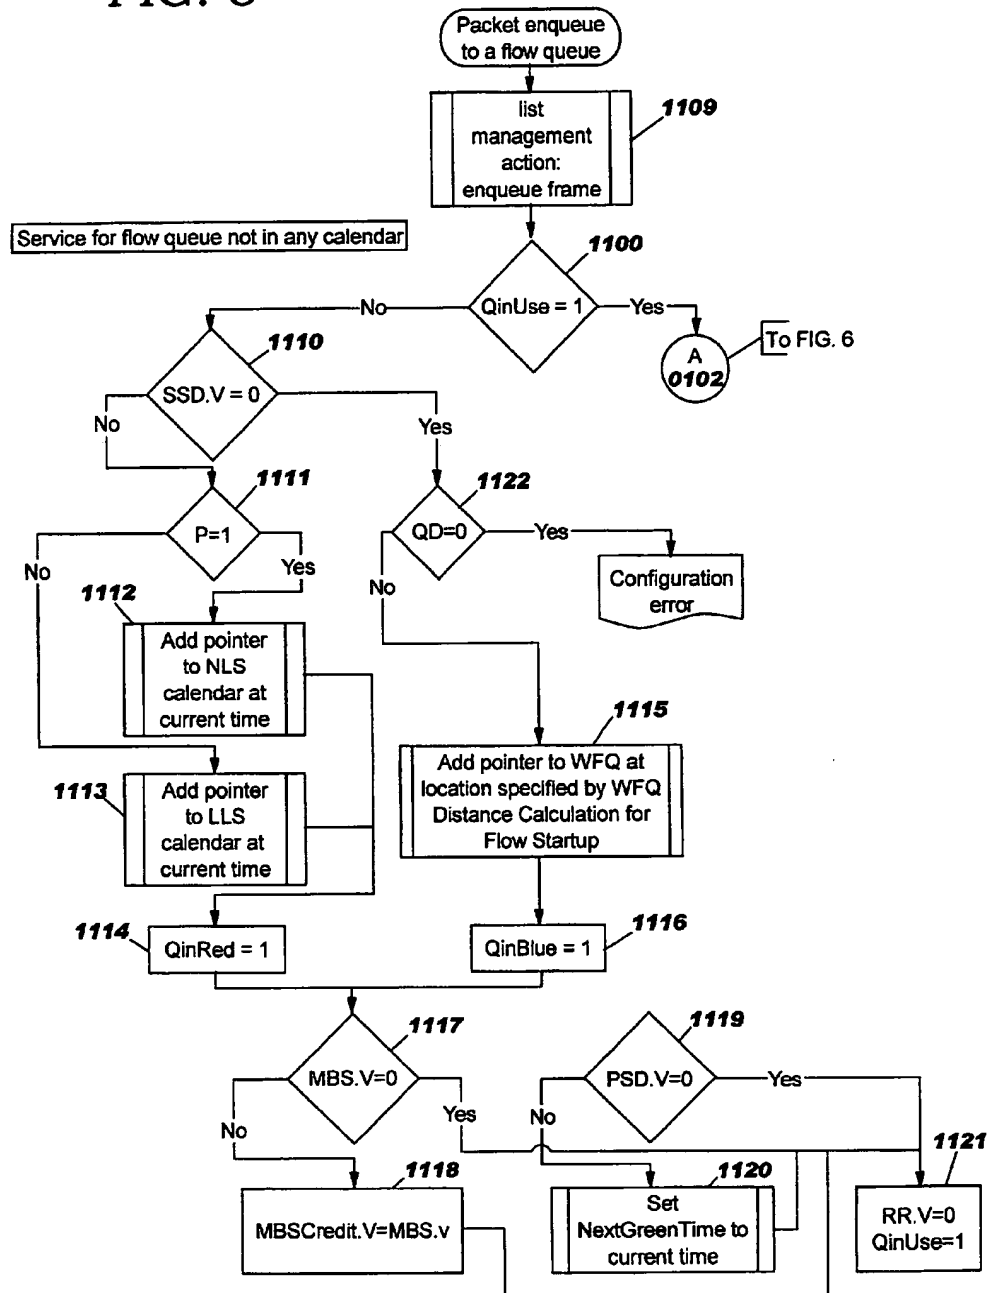 Packet enqueue
to a flow queue
list
management
action:
enqueue frame
1109
Service for flow queue not in any calendar
1100
QinUse = 1
No
Yes
A
0102
To FIG. 6
1110
SSD.V = 0
No
Yes
1111
P=1
No
Yes
1122
QD=0
Yes
No
Configuration
error
1112
Add pointer
to NLS
calendar at
current time
1113
Add pointer
to LLS
calendar at
current time
1115
Add pointer to WFQ at
location specified by WFQ
Distance Calculation for
Flow Startup
1114
QinRed = 1
1116
QinBlue = 1
1117
MBS.V=0
No
Yes
1119
PSD.V=0
No
Yes
1118
MBSCredit.V=MBS.v
1120
Set
NextGreenTime to
current time
1121
RR.V=0
QinUse=1